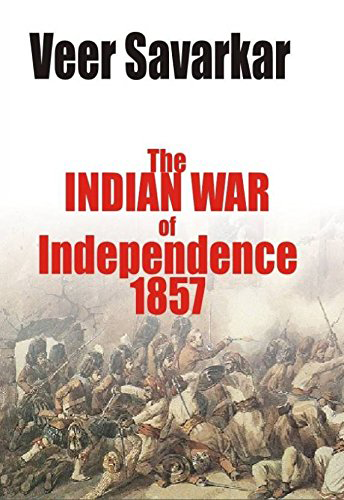 Veer Savarkar
The
INDIAN WAR
of
Independence
1857